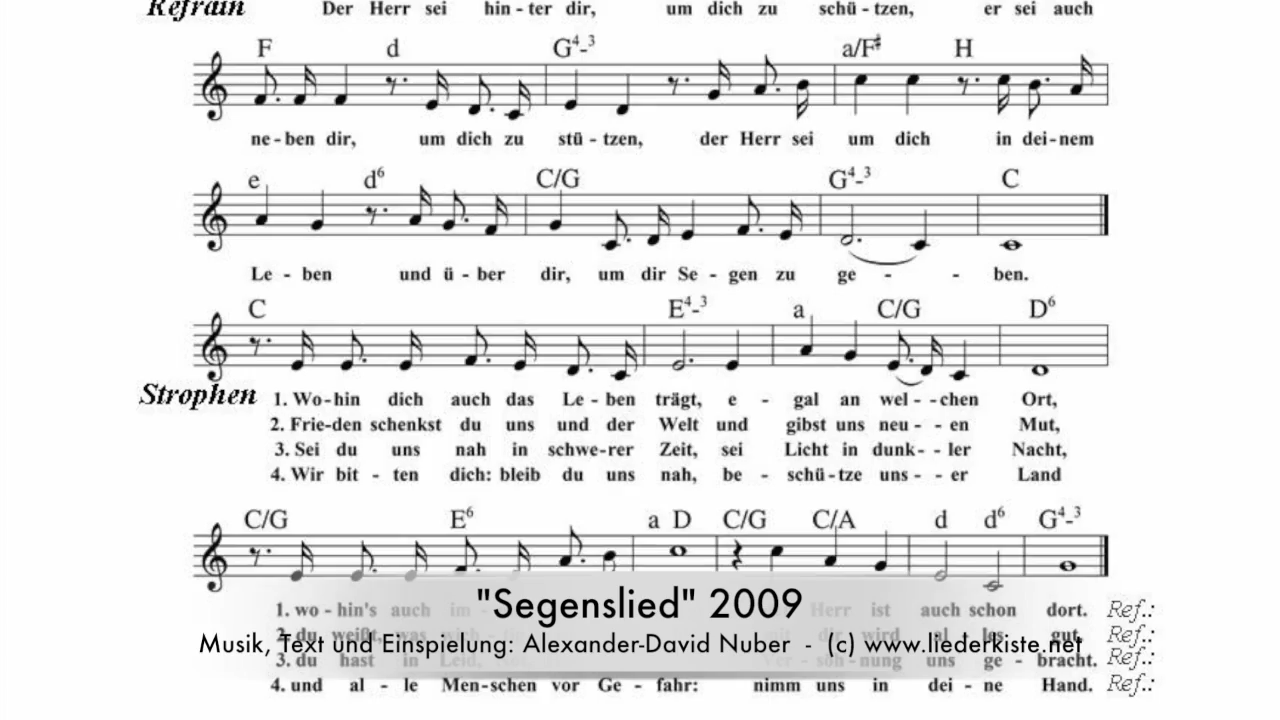 Refrain Der Herr sei hin - ter dir, um dich zu schü - tzen, er sei auch
F d G4-3 a/F# H
ne - ben dir, um dich zu stü - tzen, der Herr sei um dich in dei - nem
e d6 C/G G4-3 C
Le - ben und ü - ber dir, um dir Se - gen zu ge - - ben.
C E4-3 a C/G D6
Strophen 1. Wo - hin dich auch das Le - ben trägt, e - gal an wel - - chen Ort,
2. Frie-den schenkst du uns und der Welt und gibst uns neu - - en Mut,
3. Sei du uns nah in schwe-rer Zeit, sei Licht in dunk - - ler Nacht,
4. Wir bit - ten dich: bleib du uns nah, be - schü-tze uns - - er Land
C/G E6 a D C/G C/A d d6 G4-3
"Segenslied" 2009
1. wo - hin's auch im - Herr ist auch schon dort. Ref.:
2. du weißt, was wird al - les gut. Ref.:
Musik, Text und Einspielung: Alexander-David Nuber - (c) www.liederkiste.net
3. du hast in Leid, Ver - söh - nung uns ge - bracht. Ref.:
4. und al - le Men - schen vor Ge - fahr: nimm uns in dei - ne Hand. Ref.: